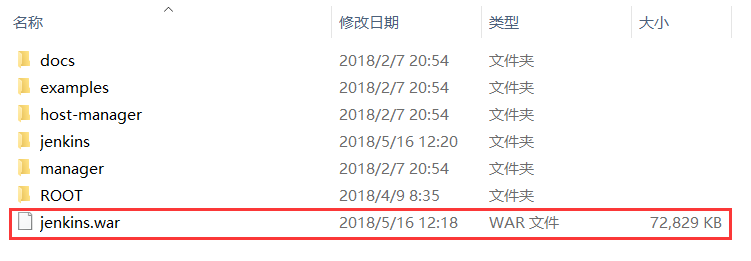 名称 修改日期 类型 大小
docs 2018/2/7 20:54 文件夹
examples 2018/2/7 20:54 文件夹
host-manager 2018/2/7 20:54 文件夹
jenkins 2018/5/16 12:20 文件夹
manager 2018/2/7 20:54 文件夹
ROOT 2018/4/9 8:35 文件夹
jenkins.war 2018/5/16 12:18 WAR 文件 72,829 KB